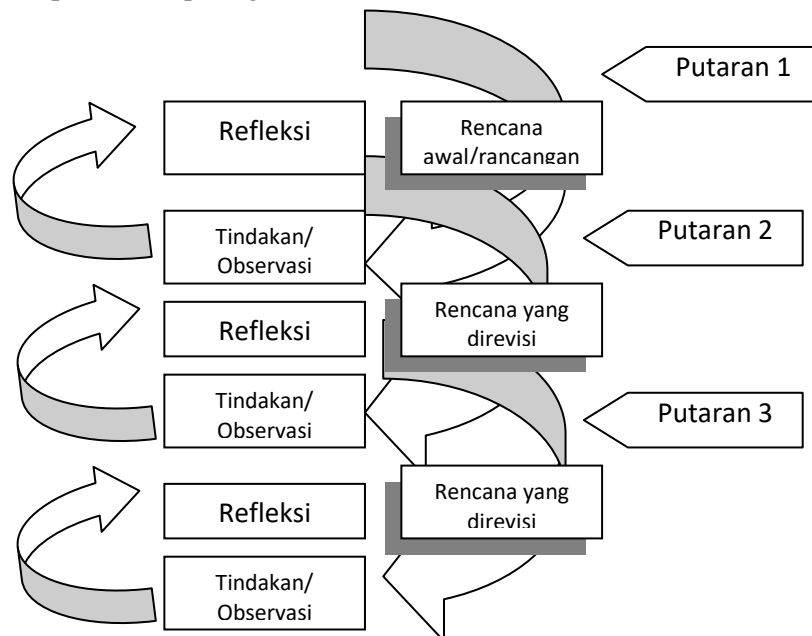 Putaran 1
Refleksi
Rencana
awal/rancangan
Tindakan/
Observasi
Putaran 2
Refleksi
Rencana yang
direvisi
Tindakan/
Observasi
Putaran 3
Refleksi
Rencana yang
direvisi
Tindakan/
Observasi